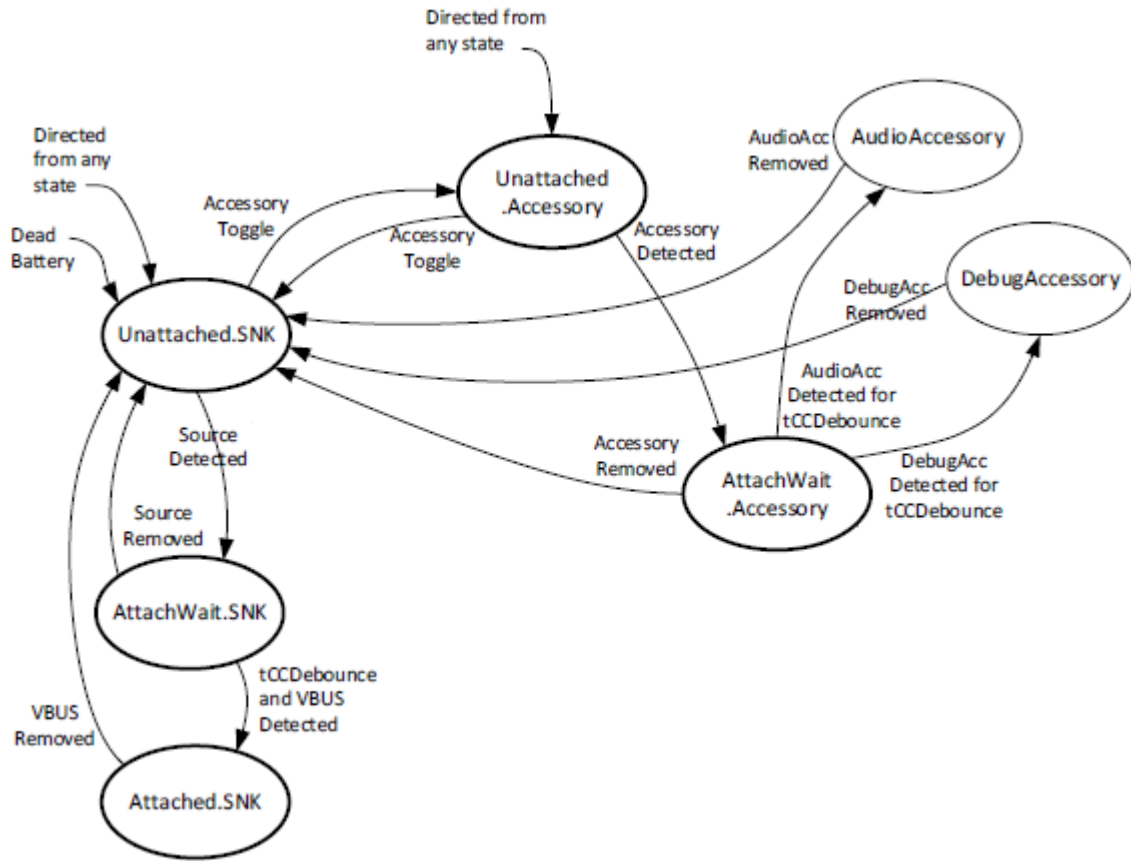 Directed from
any state
Directed
from any
state
Dead
Battery
Accessory
Toggle
Accessory
Toggle
Unattached
.Accessory
AudioAcc
Removed
AudioAccessory
Accessory
Detected
DebugAcc
Removed
DebugAccessory
Unattached.SNK
AudioAcc
Detected for
tCCDebounce
Source
Detected
Accessory
Removed
AttachWait
.Accessory
DebugAcc
Detected for
tCCDebounce
Source
Removed
AttachWait.SNK
tCCDebounce
and VBUS
Detected
VBUS
Removed
Attached.SNK